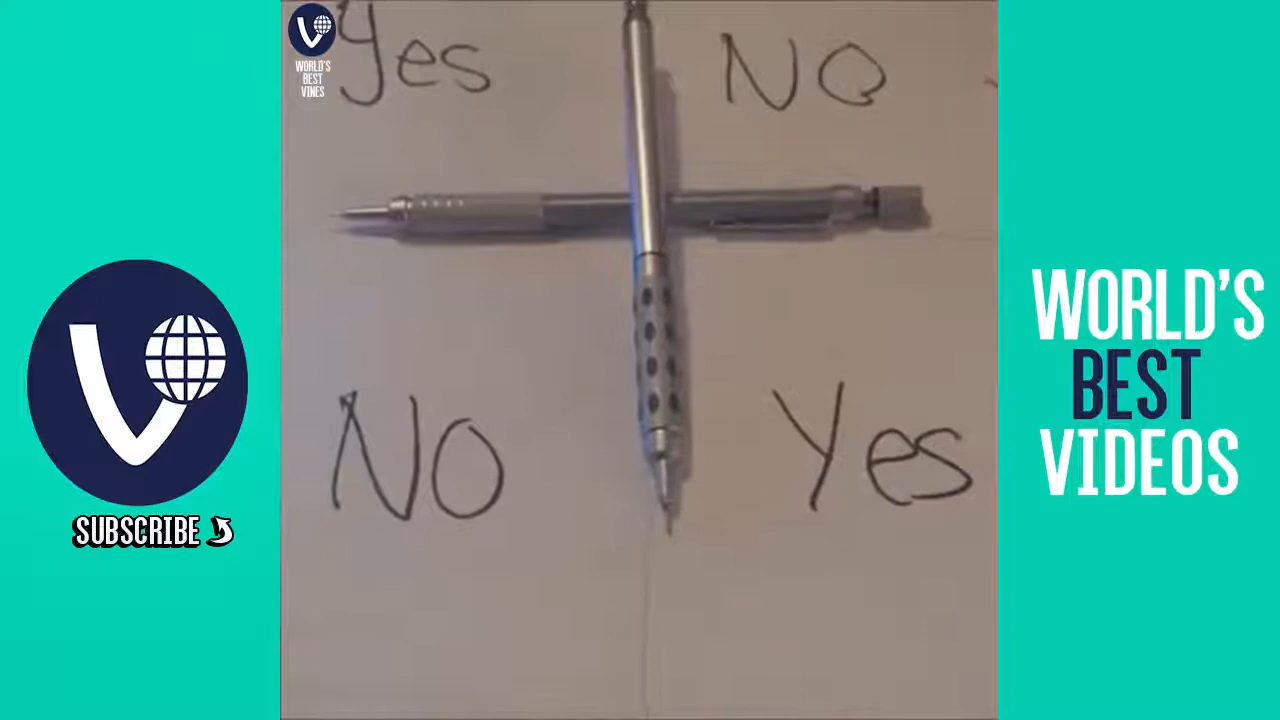 WORLD'S
BEST
VINES
Yes
No
No
Yes
SUBSCRIBE
WORLD'S
BEST
VIDEOS